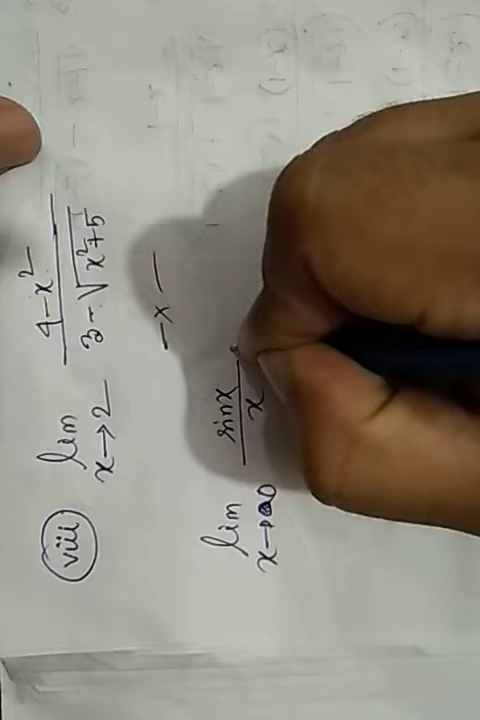 (viii) lim x→2 4-x² / 3-√x²+5
-x-
lim x→∞ sinx / x